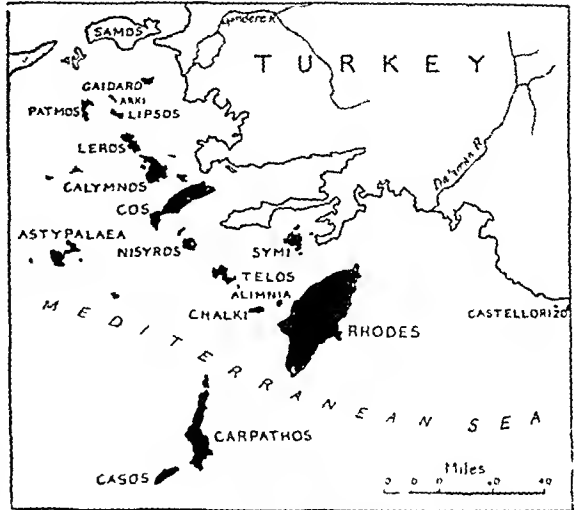 SAMOS
TURKEY
GAIDARO
ARKI
PATMOS
LIPSOS
LEROS
CALYMNOS
COS
ASTYPALAEA
NISYROS
SYMI
TELOS
ALIMNIA
CHALKI
RHODES
CASTELLORIZO
MEDITERRANEAN SEA
CARPATHOS
CASOS
Miles